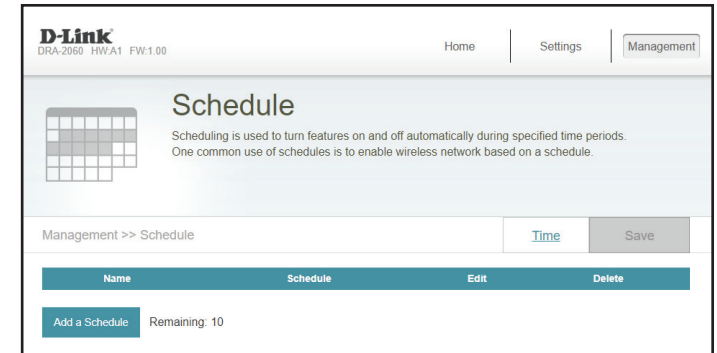 D-Link
DRA-2060 HW:A1 FW:1.00
Home Settings Management
Schedule
Scheduling is used to turn features on and off automatically during specified time periods.
One common use of schedules is to enable wireless network based on a schedule.
Management >> Schedule Time Save
Name Schedule Edit Delete
Add a Schedule Remaining: 10